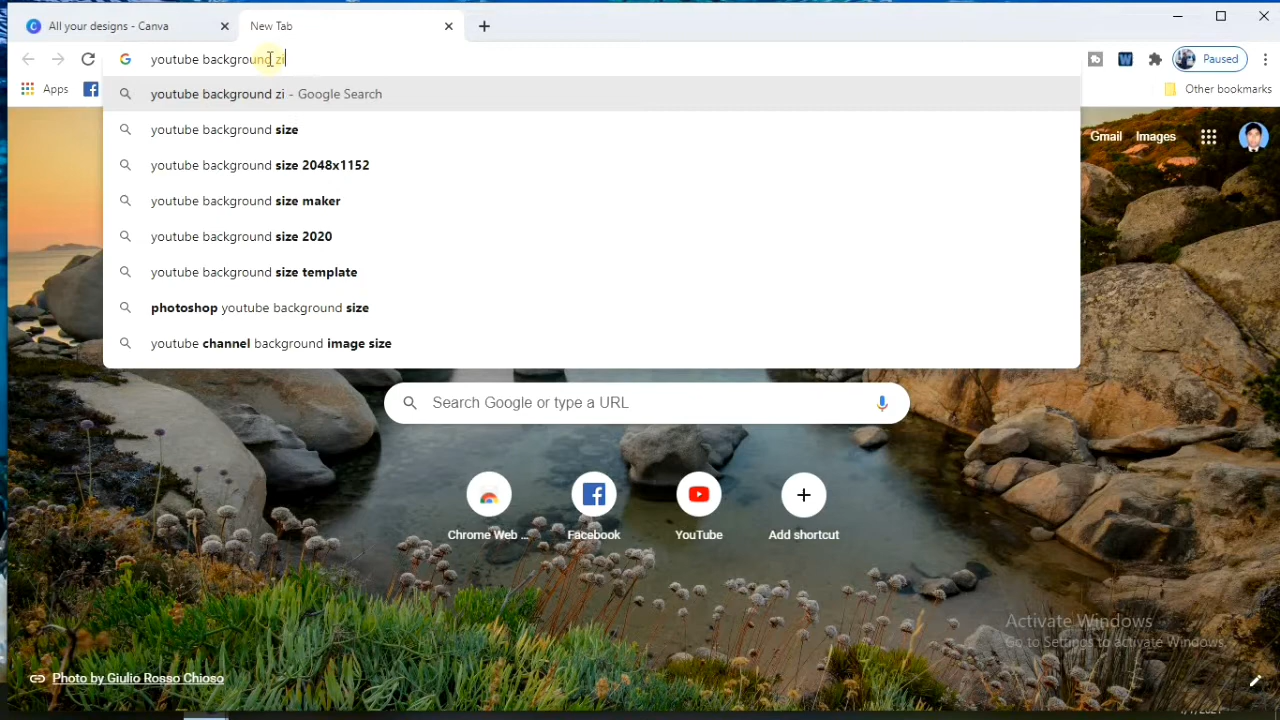 All your designs - Canva
New Tab
youtube background zi
Paused
Apps
Other bookmarks
youtube background zi - Google Search
youtube background size
youtube background size 2048x1152
youtube background size maker
youtube background size 2020
youtube background size template
photoshop youtube background size
youtube channel background image size
Gmail Images
Search Google or type a URL
Chrome Web ...
Facebook
YouTube
Add shortcut
Activate Windows
Go to Settings to activate Windows.
Photo by Giulio Rosso Chioso